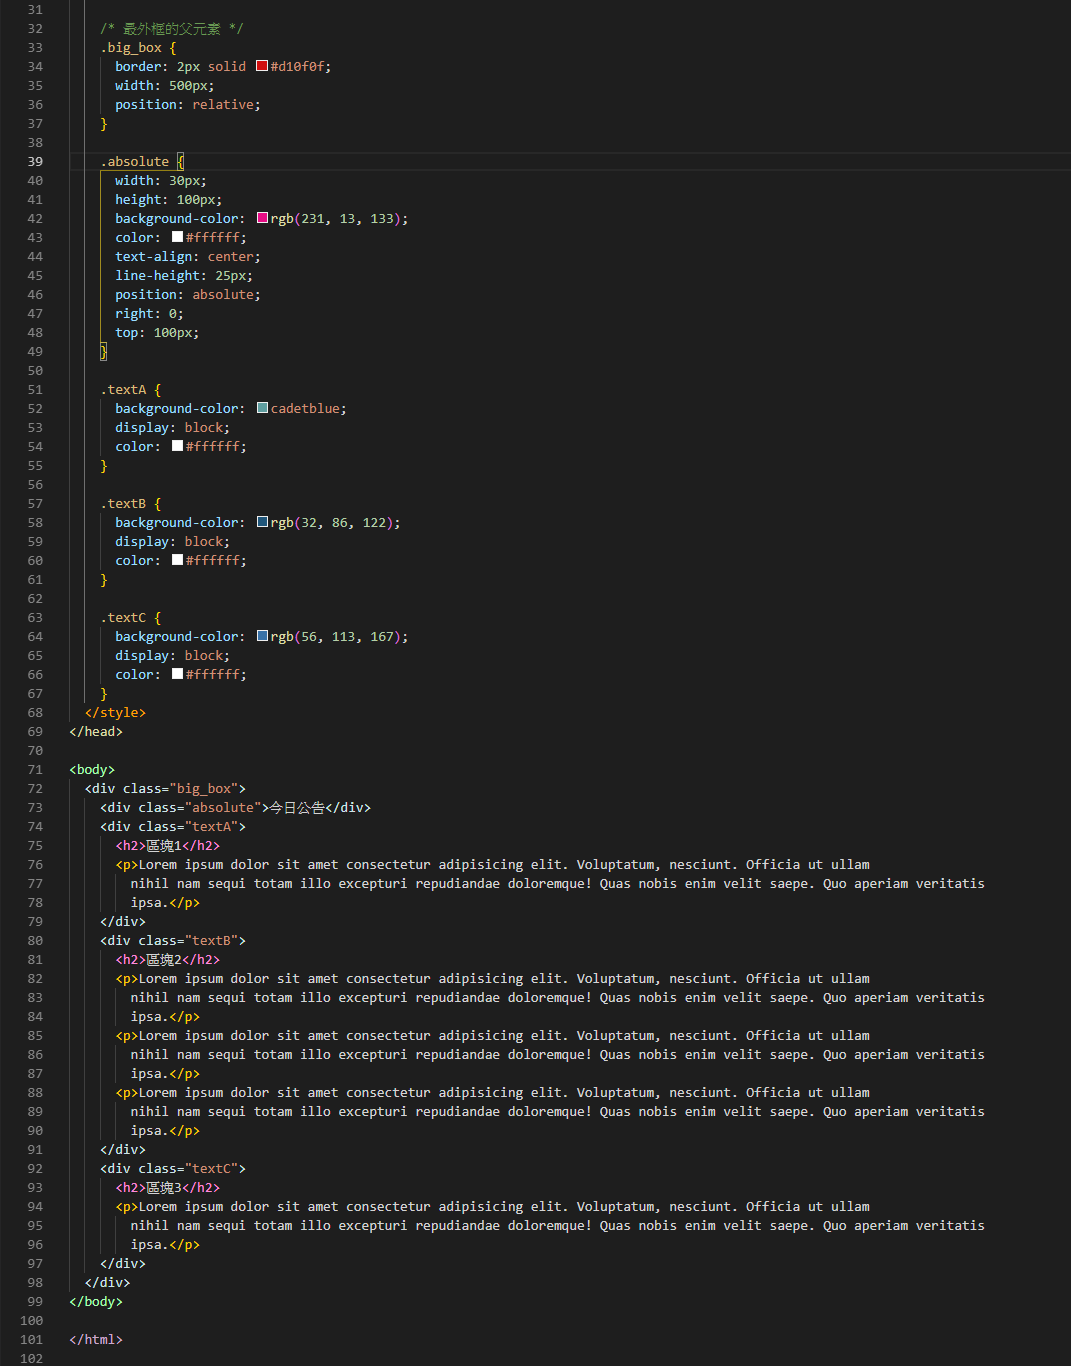 31
32 /* 最外框的父元素 */
33 .big_box {
34 border: 2px solid #d10f0f;
35 width: 500px;
36 position: relative;
37 }
38
39 .absolute {
40 width: 30px;
41 height: 100px;
42 background-color: rgb(231, 13, 133);
43 color: #ffffff;
44 text-align: center;
45 line-height: 25px;
46 position: absolute;
47 right: 0;
48 top: 100px;
49 }
50
51 .textA {
52 background-color: cadetblue;
53 display: block;
54 color: #ffffff;
55 }
56
57 .textB {
58 background-color: rgb(32, 86, 122);
59 display: block;
60 color: #ffffff;
61 }
62
63 .textC {
64 background-color: rgb(56, 113, 167);
65 display: block;
66 color: #ffffff;
67 }
68 </style>
69 </head>
70
71 <body>
72 <div class="big_box">
73 <div class="absolute">今日公告</div>
74 <div class="textA">
75 <h2>區塊1</h2>
76 <p>Lorem ipsum dolor sit amet consectetur adipisicing elit. Voluptatum, nesciunt. Officia ut ullam
77 nihil nam sequi totam illo excepturi repudiandae doloremque! Quas nobis enim velit saepe. Quo aperiam veritatis
78 ipsa.</p>
79 </div>
80 <div class="textB">
81 <h2>區塊2</h2>
82 <p>Lorem ipsum dolor sit amet consectetur adipisicing elit. Voluptatum, nesciunt. Officia ut ullam
83 nihil nam sequi totam illo excepturi repudiandae doloremque! Quas nobis enim velit saepe. Quo aperiam veritatis
84 ipsa.</p>
85 <p>Lorem ipsum dolor sit amet consectetur adipisicing elit. Voluptatum, nesciunt. Officia ut ullam
86 nihil nam sequi totam illo excepturi repudiandae doloremque! Quas nobis enim velit saepe. Quo aperiam veritatis
87 ipsa.</p>
88 <p>Lorem ipsum dolor sit amet consectetur adipisicing elit. Voluptatum, nesciunt. Officia ut ullam
89 nihil nam sequi totam illo excepturi repudiandae doloremque! Quas nobis enim velit saepe. Quo aperiam veritatis
90 ipsa.</p>
91 </div>
92 <div class="textC">
93 <h2>區塊3</h2>
94 <p>Lorem ipsum dolor sit amet consectetur adipisicing elit. Voluptatum, nesciunt. Officia ut ullam
95 nihil nam sequi totam illo excepturi repudiandae doloremque! Quas nobis enim velit saepe. Quo aperiam veritatis
96 ipsa.</p>
97 </div>
98 </div>
99 </body>
100
101 </html>
102